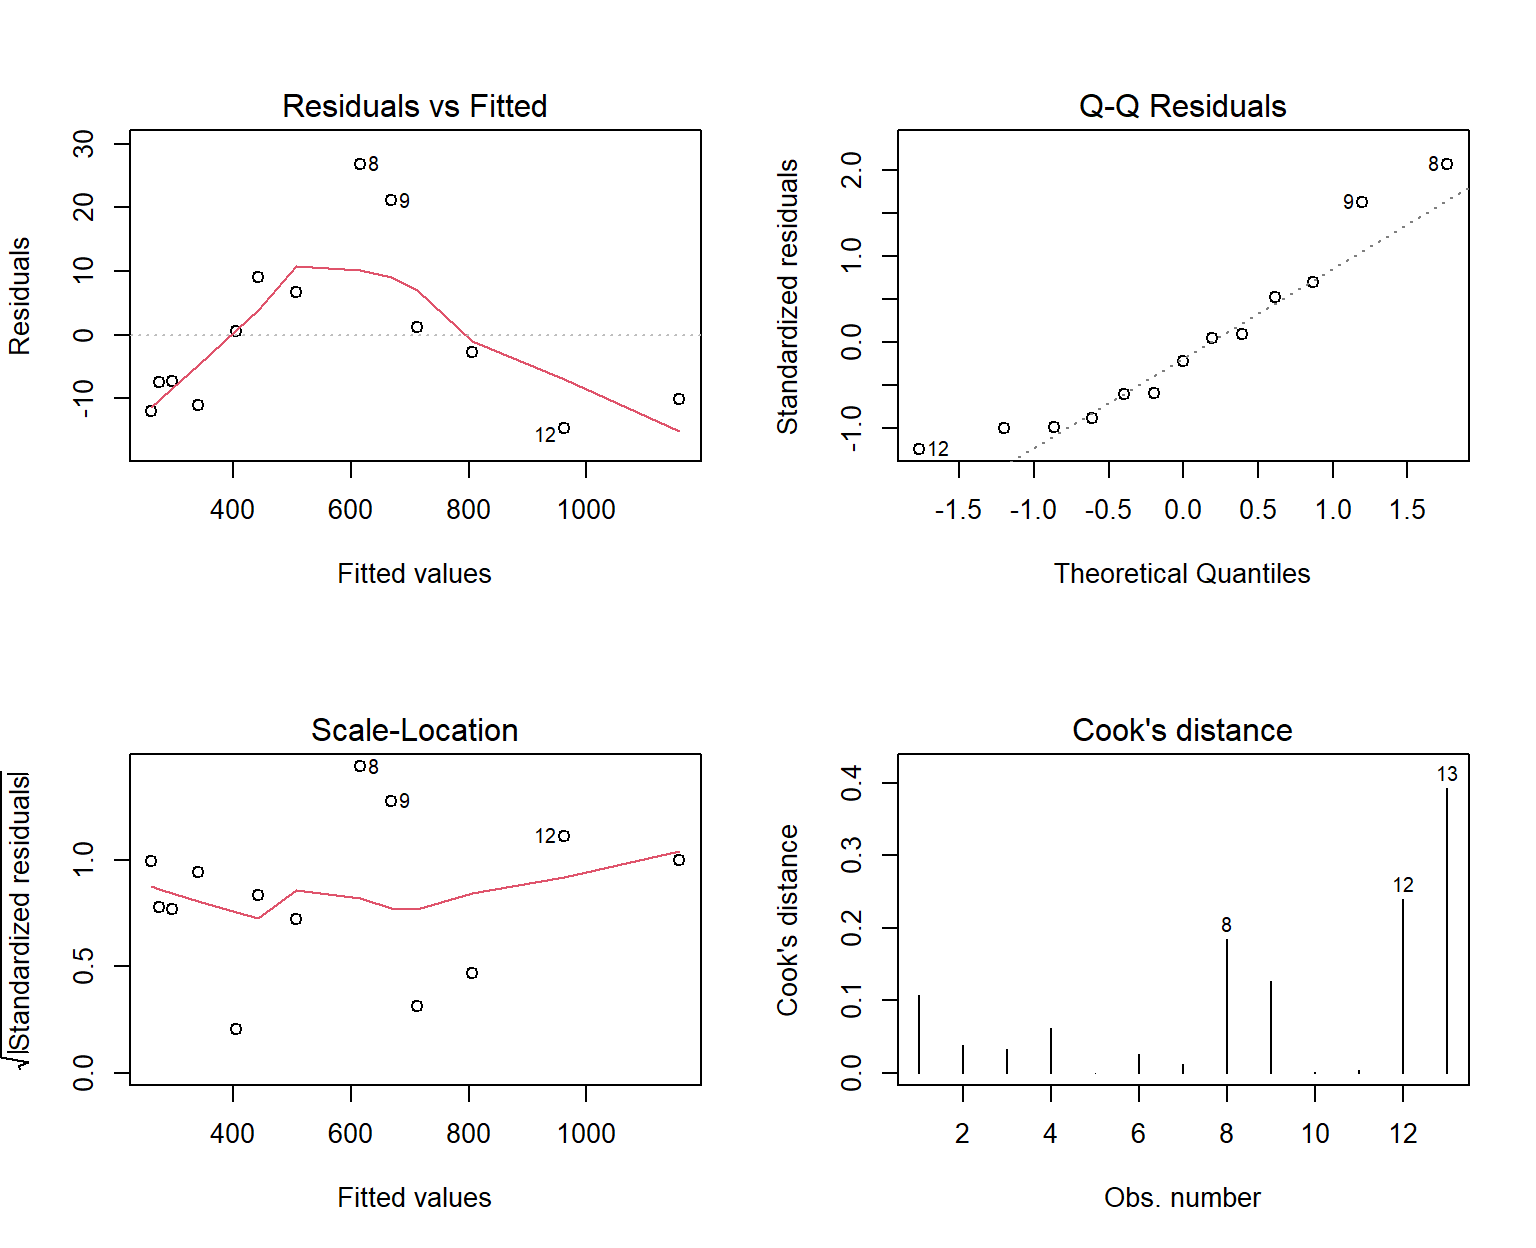 Residuals vs Fitted
Residuals
30
20
10
0
-10
8
9
12
400 600 800 1000
Fitted values
Q-Q Residuals
Standardized residuals
2.0
1.0
0.0
-1.0
8
9
12
-1.5 -1.0 -0.5 0.0 0.5 1.0 1.5
Theoretical Quantiles
Scale-Location
√|Standardized residuals|
1.0
0.5
0.0
8
9
12
400 600 800 1000
Fitted values
Cook's distance
Cook's distance
0.4
0.3
0.2
0.1
0.0
13
12
8
2 4 6 8 10 12
Obs. number